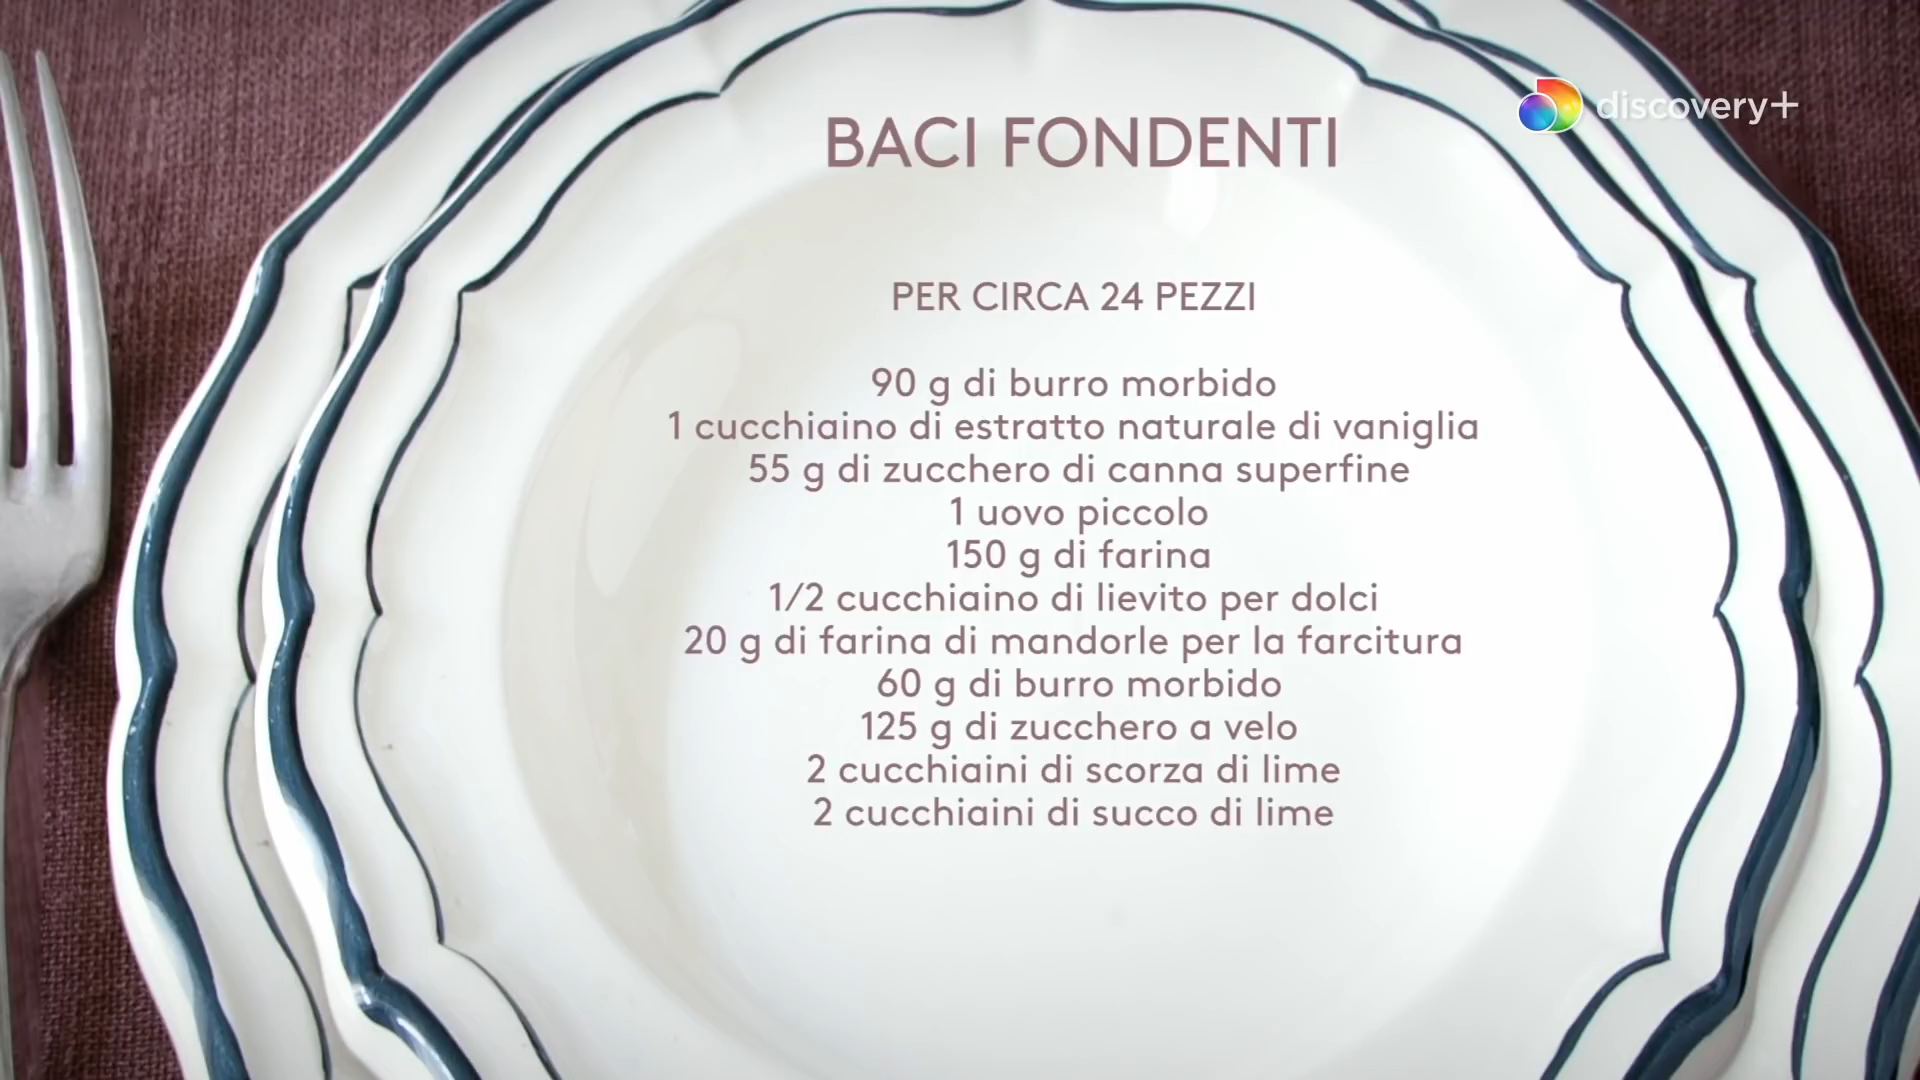 discovery+
BACI FONDENTI
PER CIRCA 24 PEZZI
90 g di burro morbido
1 cucchiaino di estratto naturale di vaniglia
55 g di zucchero di canna superfine
1 uovo piccolo
150 g di farina
1/2 cucchiaino di lievito per dolci
20 g di farina di mandorle per la farcitura
60 g di burro morbido
125 g di zucchero a velo
2 cucchiaini di scorza di lime
2 cucchiaini di succo di lime